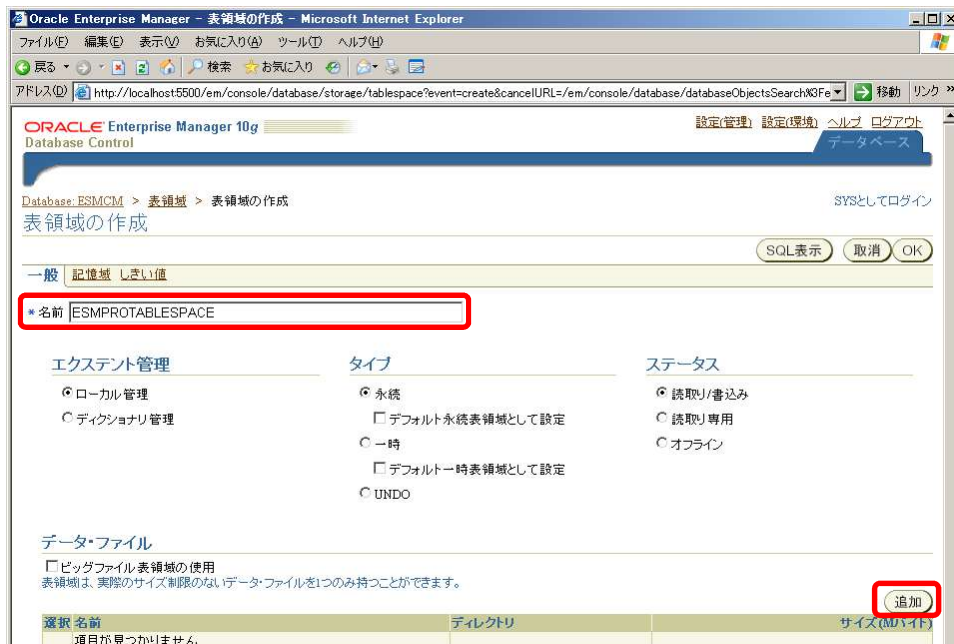 Oracle Enterprise Manager - 表領域の作成 - Microsoft Internet Explorer
ファイル(F) 編集(E) 表示(V) お気に入り(A) ツール(T) ヘルプ(H)
戻る 検索 お気に入り
アドレス(D) http://localhost:5500/em/console/database/storage/tablespace?event=create&cancelURL=/em/console/database/databaseObjectsSearch%3Fe 移動 リンク »
ORACLE Enterprise Manager 10g 設定(管理) 設定(環境) ヘルプ ログアウト
Database Control データベース
Database: ESMCM > 表領域 > 表領域の作成 SYSとしてログイン
表領域の作成
SQL表示 取消 OK
一般 記憶域 しきい値
* 名前 ESMPROTABLESPACE
エクステント管理 タイプ ステータス
ローカル管理 永続 読取り/書込み
ディクショナリ管理 デフォルト永続表領域として設定 読取り専用
一時 オフライン
デフォルト一時表領域として設定
UNDO
データ・ファイル
ビッグファイル表領域の使用
表領域は、実際のサイズ制限のないデータ・ファイルを1つのみ持つことができます。
追加
選択 名前 ディレクトリ サイズ(Mバイト)
項目が見つかりません